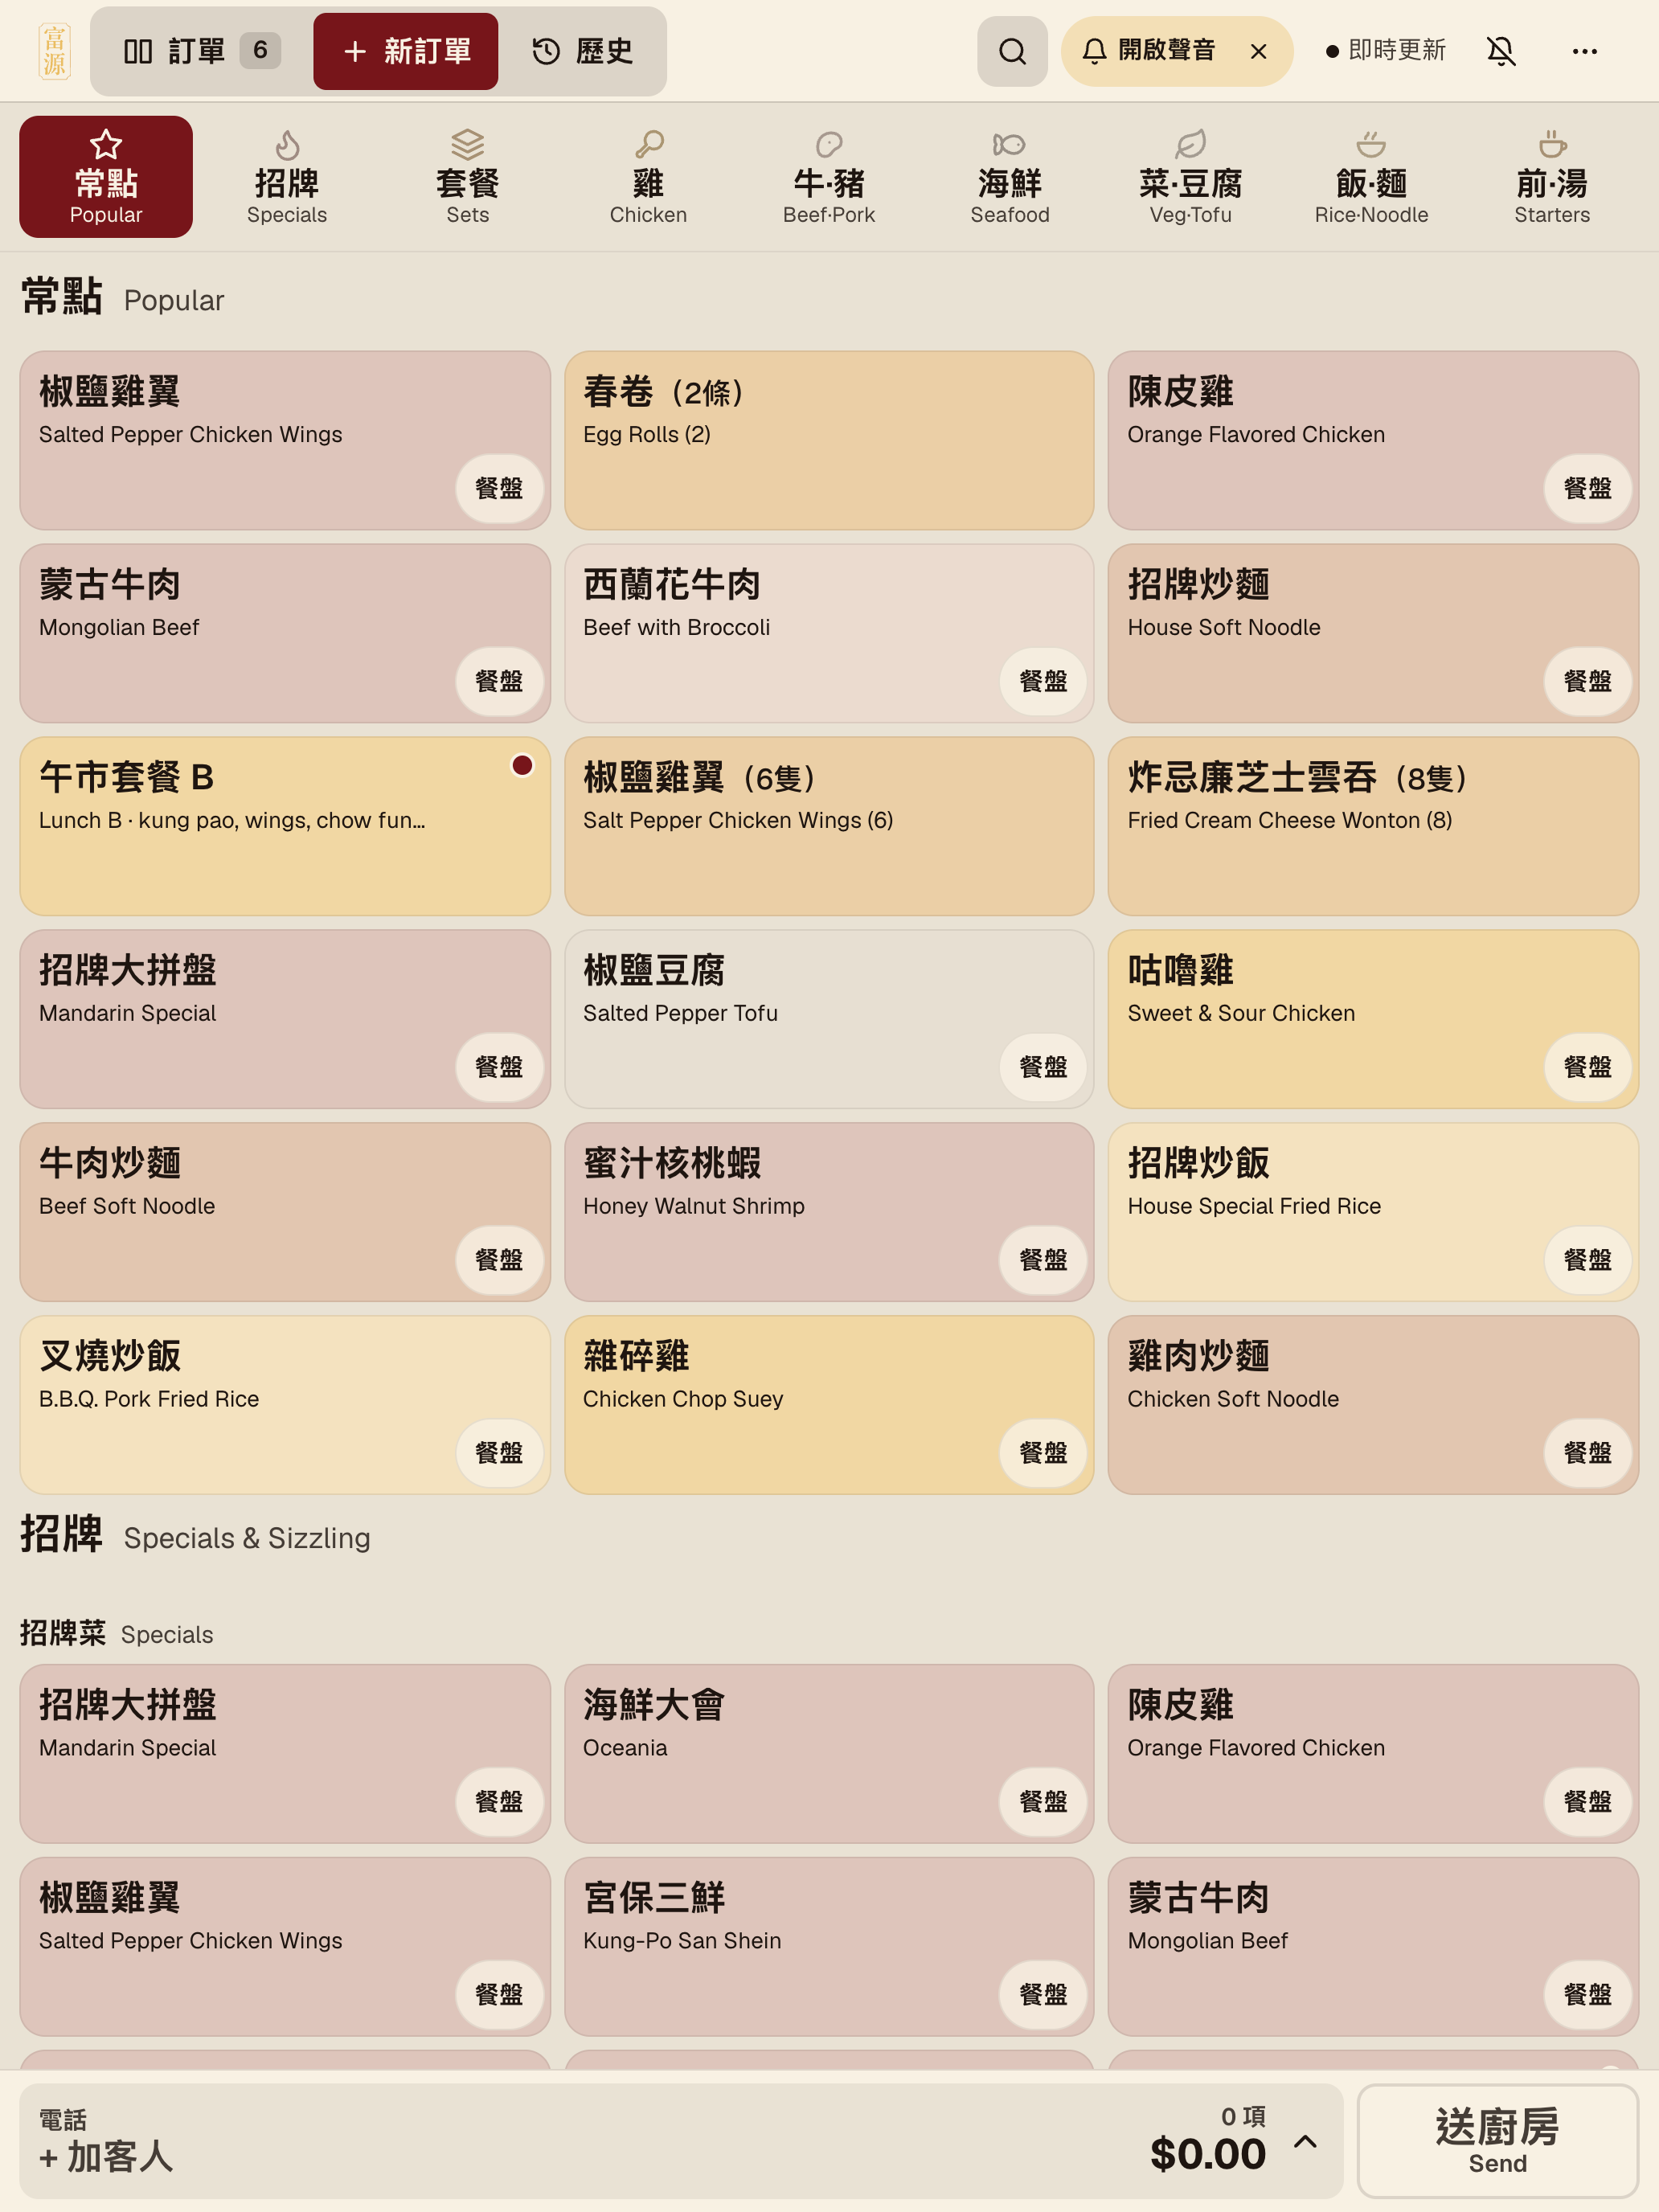 富源
訂單 6
新訂單
歷史
開啟聲音
即時更新
常點
Popular
招牌
Specials
套餐
Sets
雞
Chicken
牛·豬
Beef·Pork
海鮮
Seafood
菜·豆腐
Veg·Tofu
飯·麵
Rice·Noodle
前·湯
Starters
常點 Popular
椒鹽雞翼
Salted Pepper Chicken Wings
餐盤
春卷（2條）
Egg Rolls (2)
陳皮雞
Orange Flavored Chicken
餐盤
蒙古牛肉
Mongolian Beef
餐盤
西蘭花牛肉
Beef with Broccoli
餐盤
招牌炒麵
House Soft Noodle
餐盤
午市套餐 B
Lunch B · kung pao, wings, chow fun...
椒鹽雞翼（6隻）
Salt Pepper Chicken Wings (6)
炸忌廉芝士雲吞（8隻）
Fried Cream Cheese Wonton (8)
招牌大拼盤
Mandarin Special
餐盤
椒鹽豆腐
Salted Pepper Tofu
餐盤
咕嚕雞
Sweet & Sour Chicken
餐盤
牛肉炒麵
Beef Soft Noodle
餐盤
蜜汁核桃蝦
Honey Walnut Shrimp
餐盤
招牌炒飯
House Special Fried Rice
餐盤
叉燒炒飯
B.B.Q. Pork Fried Rice
餐盤
雜碎雞
Chicken Chop Suey
餐盤
雞肉炒麵
Chicken Soft Noodle
餐盤
招牌 Specials & Sizzling
招牌菜 Specials
招牌大拼盤
Mandarin Special
餐盤
海鮮大會
Oceania
餐盤
陳皮雞
Orange Flavored Chicken
餐盤
椒鹽雞翼
Salted Pepper Chicken Wings
餐盤
宮保三鮮
Kung-Po San Shein
餐盤
蒙古牛肉
Mongolian Beef
餐盤
電話
+ 加客人
0 項
$0.00
送廚房
Send